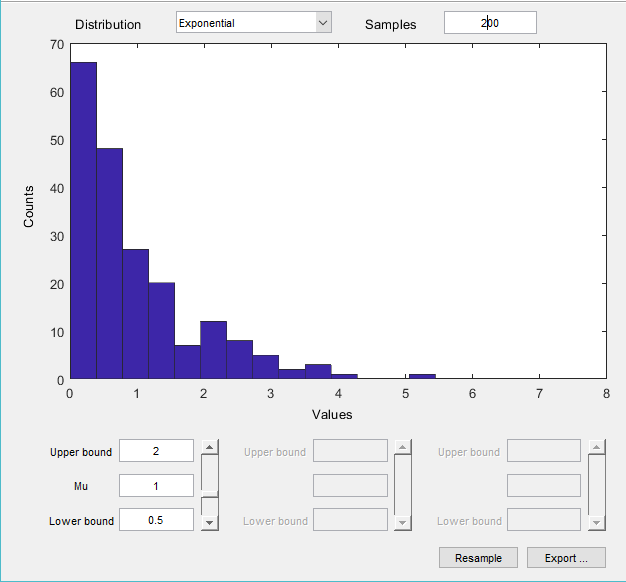 Distribution Exponential Samples 200
70
60
50
40
30
20
10
0
Counts
0 1 2 3 4 5 6 7 8
Values
Upper bound 2 Upper bound Upper bound
Mu 1
Lower bound 0.5 Lower bound Lower bound
Resample Export ...